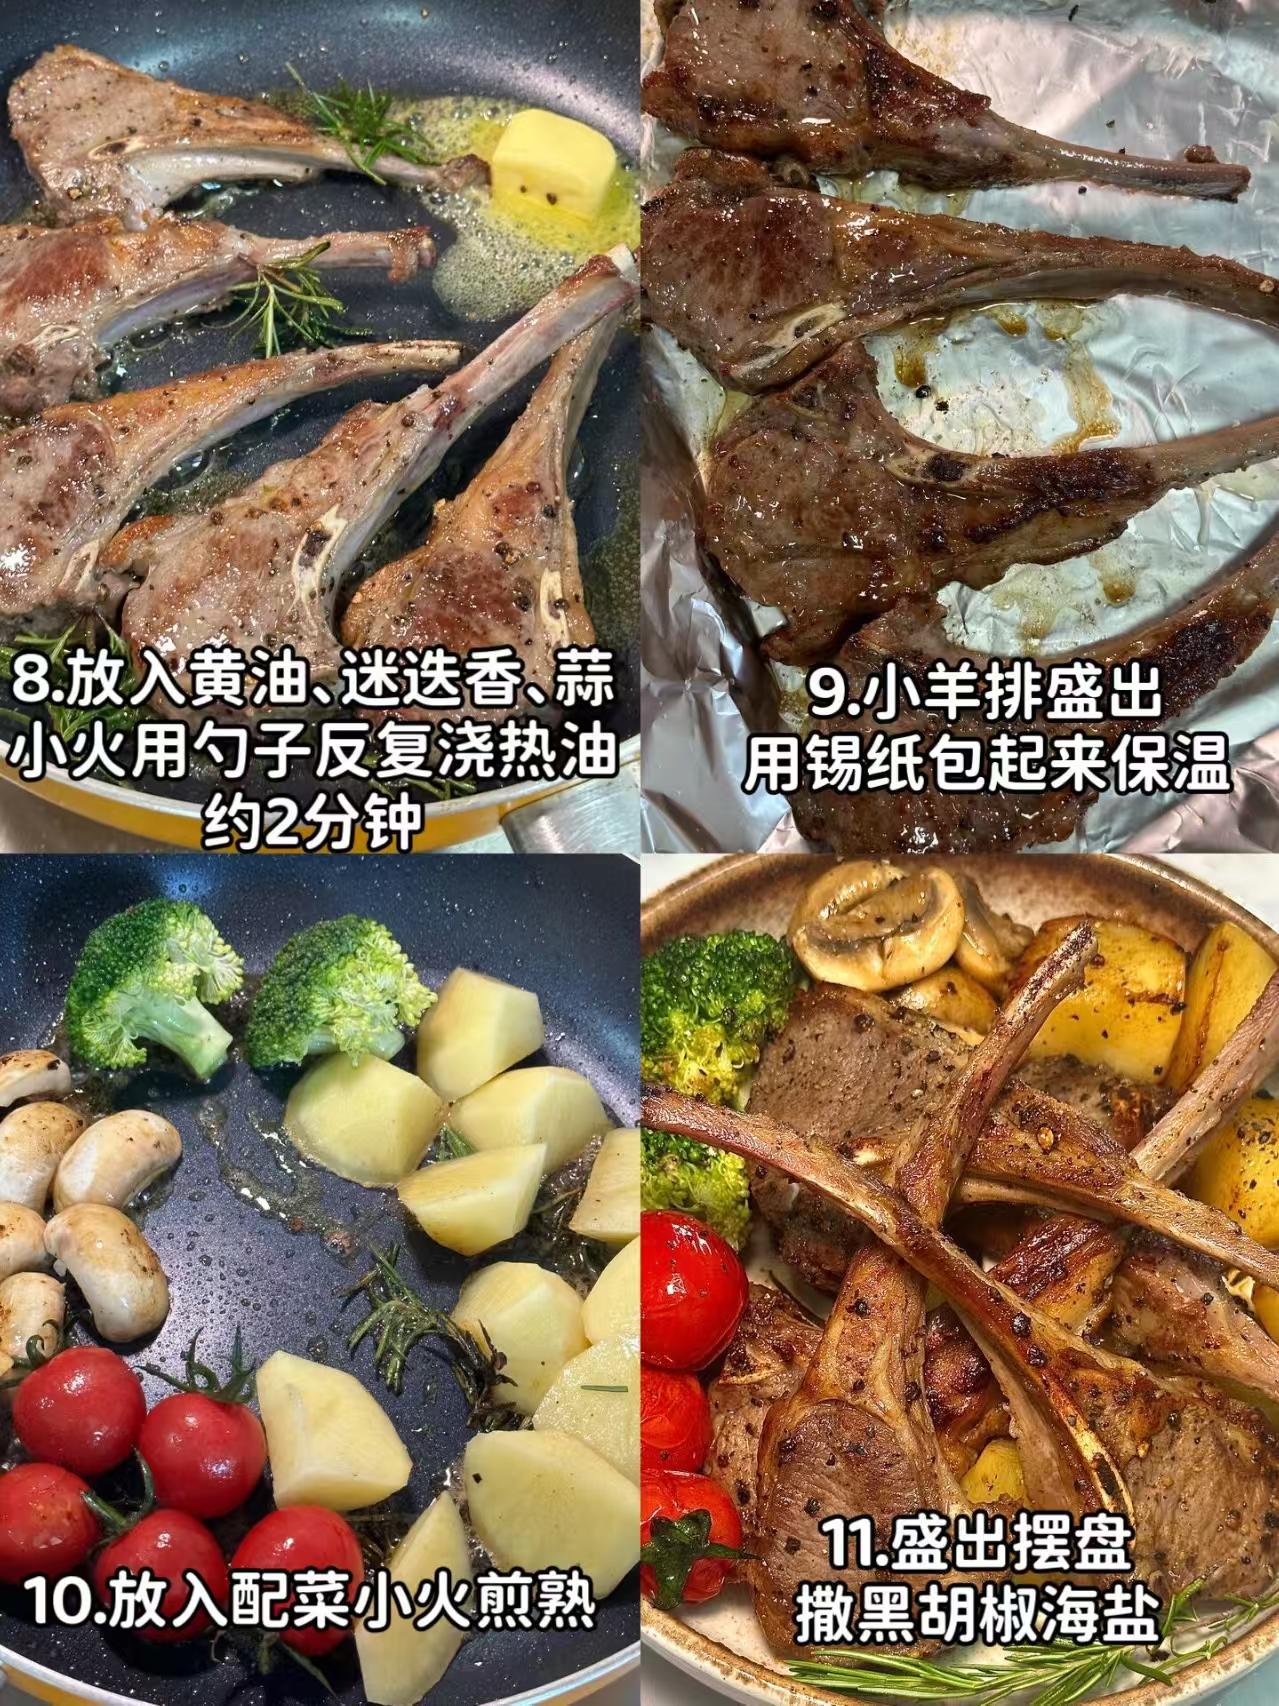 8.放入黄油、迷迭香、蒜
小火用勺子反复浇热油
约2分钟
9.小羊排盛出
用锡纸包起来保温
10.放入配菜小火煎熟
11.盛出摆盘
撒黑胡椒海盐